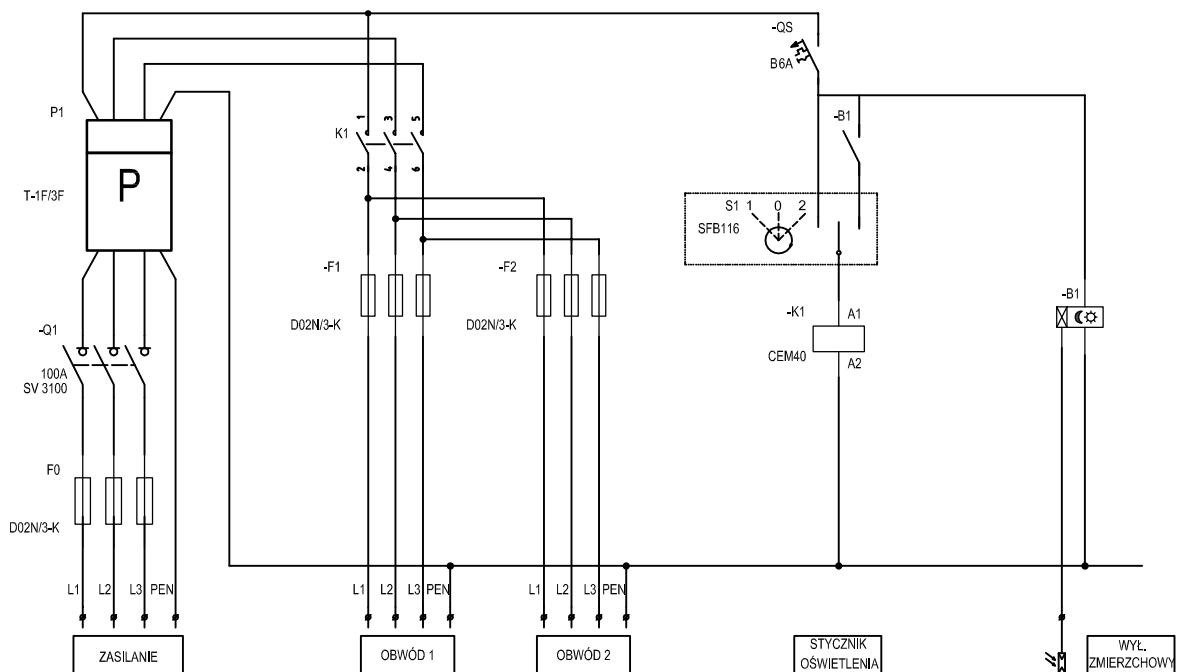 -QS
B6A
P1
P
T-1F/3F
K1
1 3 5
2 4 6
-B1
S1 1 0 2
SFB116
-F1
D02N/3-K
-F2
D02N/3-K
-K1
A1
CEM40
A2
-B1
-Q1
100A
SV 3100
F0
D02N/3-K
L1 L2 L3 PEN
L1 L2 L3 PEN
L1 L2 L3 PEN
ZASILANIE
OBWÓD 1
OBWÓD 2
STYCZNIK
OŚWIETLENIA
WYŁ.
ZMIERZCHOWY